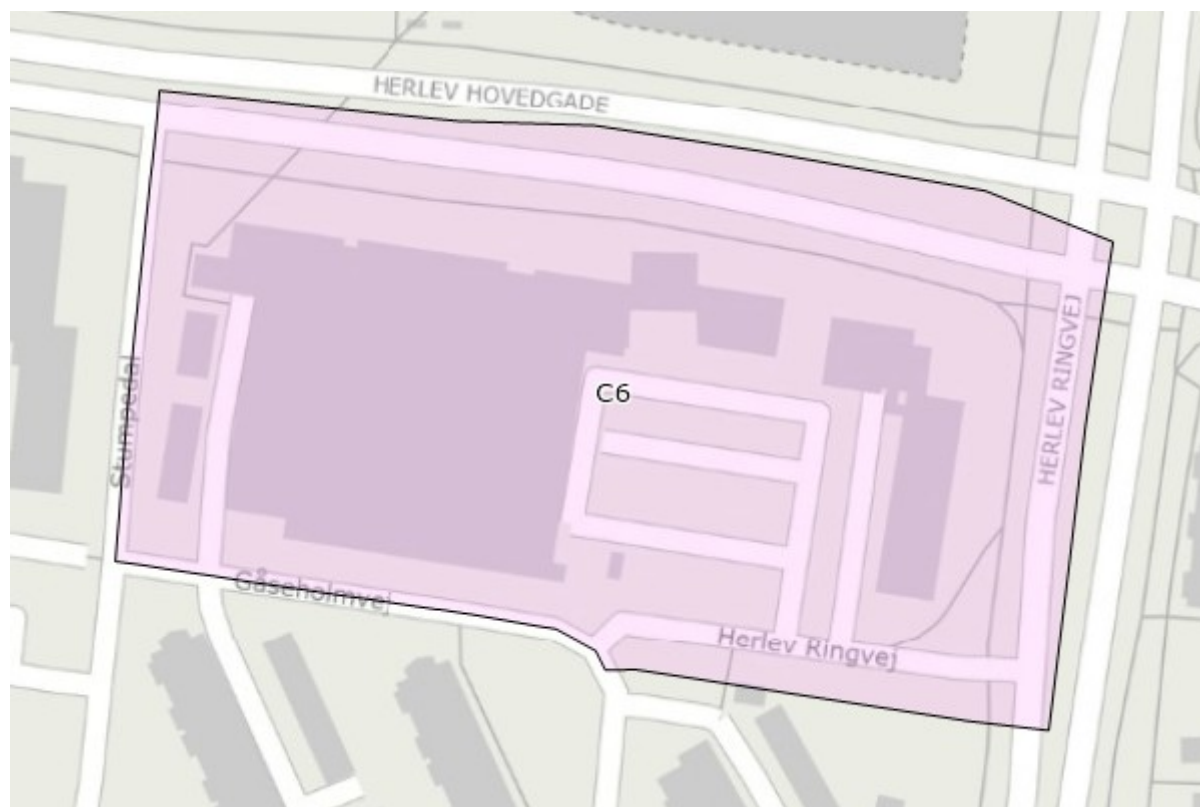 HERLEV HOVEDGADE
HERLEV RINGVEJ
Stumpedal
C6
Gåseholmvej
Herlev Ringvej